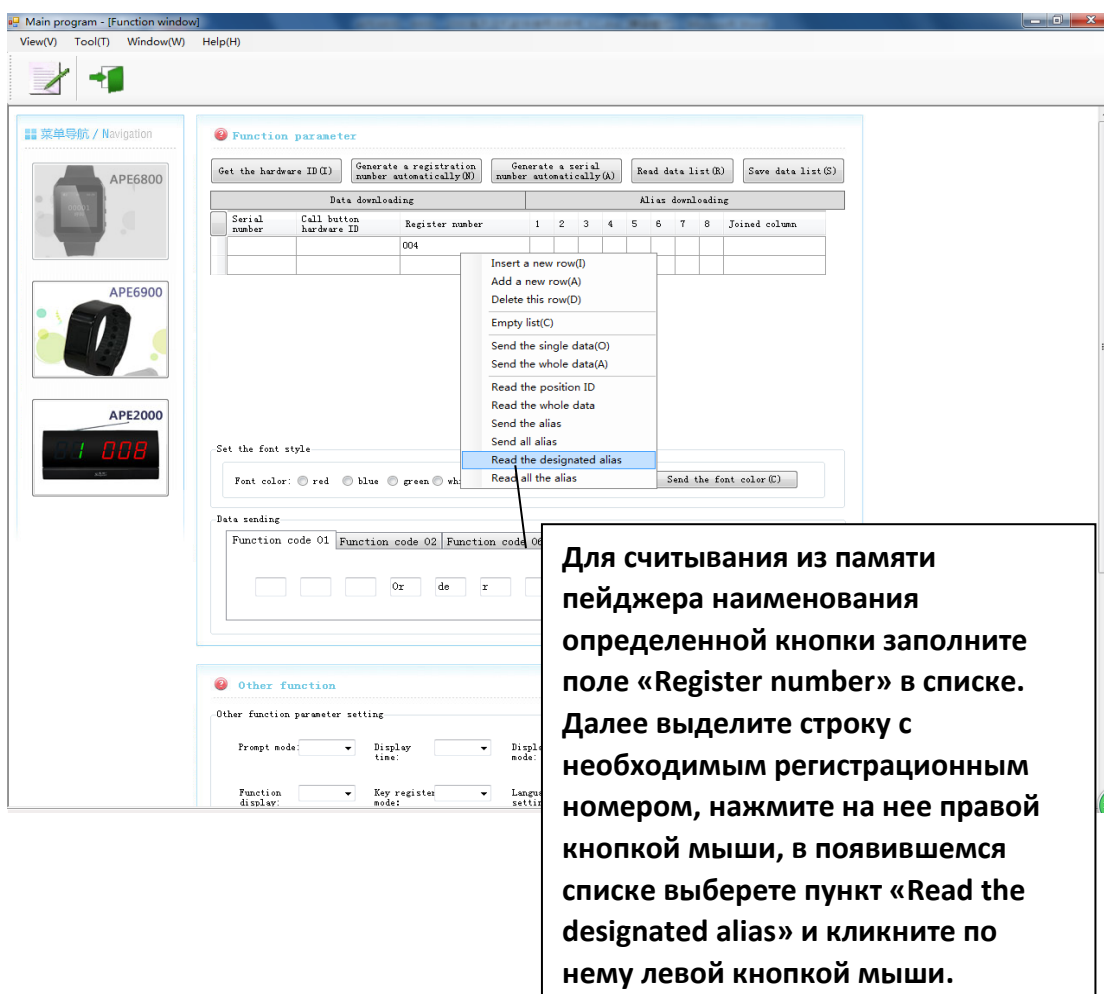 Main program - [Function window]
View(V) Tool(T) Window(W) Help(H)
菜单导航 / Navigation
APE6800
APE6900
APE2000
1 008
Function parameter
Get the hardware ID(I) Generate a registration number automatically(N) Generate a serial number automatically(A) Read data list(R) Save data list(S)
Data downloading Alias downloading
Serial number Call button hardware ID Register number 1 2 3 4 5 6 7 8 Joined column
004
Insert a new row(I)
Add a new row(A)
Delete this row(D)
Empty list(C)
Send the single data(O)
Send the whole data(A)
Read the position ID
Read the whole data
Send the alias
Send all alias
Read the designated alias
Read all the alias
Set the font style
Font color: red blue green wh Send the font color(C)
Data sending
Function code 01 Function code 02 Function code 06
Or de r
Other function
Other function parameter setting
Prompt mode: Display time: Displ mode:
Function display: Key register mode: Langua settin
Для считывания из памяти
пейджера наименования
определенной кнопки заполните
поле «Register number» в списке.
Далее выделите строку с
необходимым регистрационным
номером, нажмите на нее правой
кнопкой мыши, в появившемся
списке выберете пункт «Read the
designated alias» и кликните по
нему левой кнопкой мыши.